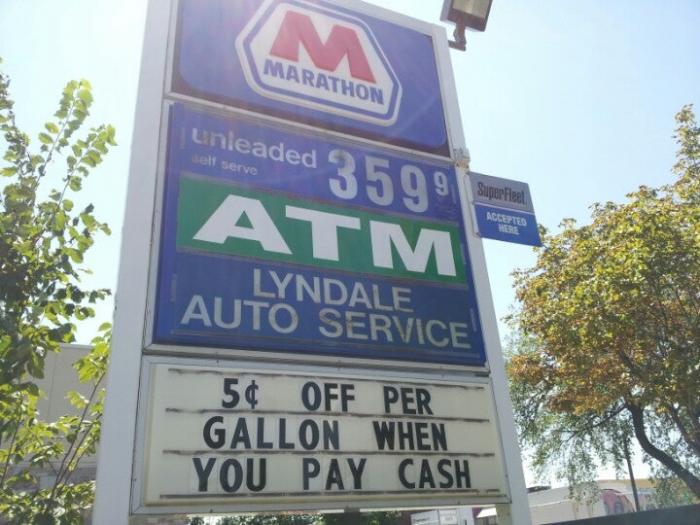 M
MARATHON
unleaded
self serve
359 9
ATM
LYNDALE
AUTO SERVICE
SuperFleet
ACCEPTED
HERE
5¢ OFF PER
GALLON WHEN
YOU PAY CASH